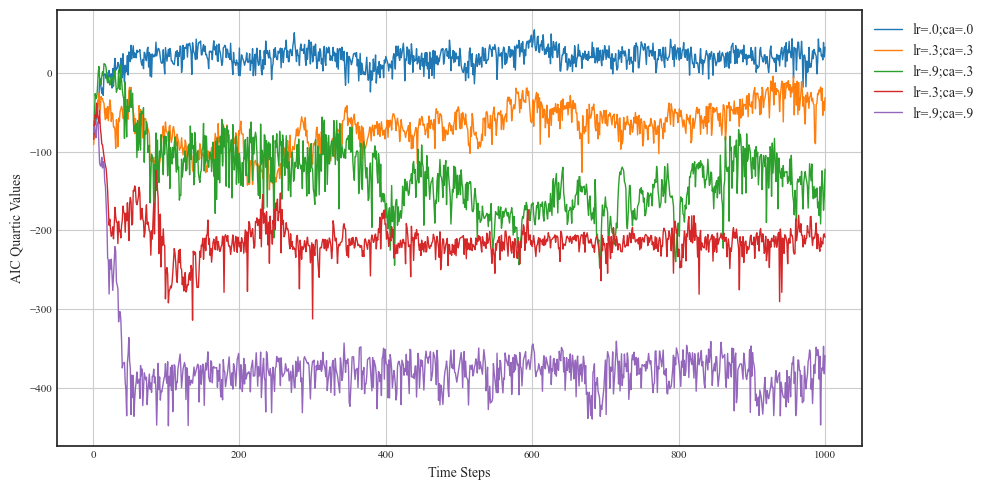 AIC Quartic Values
0
−100
−200
−300
−400
0
200
400
600
800
1000
Time Steps
lr=.0;ca=.0
lr=.3;ca=.3
lr=.9;ca=.3
lr=.3;ca=.9
lr=.9;ca=.9